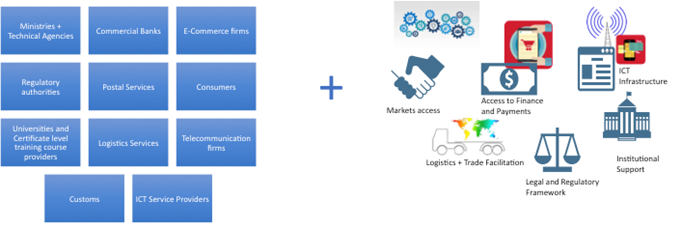 Ministries +
Technical Agencies
Commercial Banks
E-Commerce firms
Regulatory
authorities
Postal Services
Consumers
Universities and
Certificate level
training course
providers
Logistics Services
Telecommunication
firms
Customs
ICT Service Providers
+
Markets access
Access to Finance
and Payments
ICT
Infrastructure
Logistics + Trade Facilitation
Legal and Regulatory
Framework
Institutional
Support